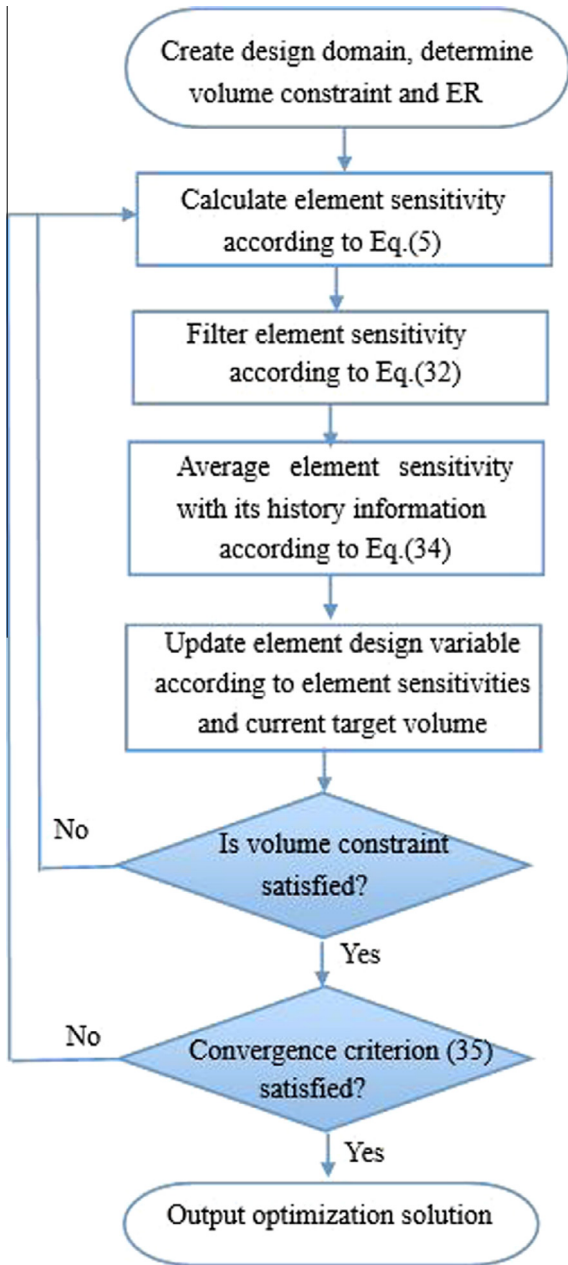 Create design domain, determine
volume constraint and ER
Calculate element sensitivity
according to Eq.(5)
Filter element sensitivity
according to Eq.(32)
Average element sensitivity
with its history information
according to Eq.(34)
Update element design variable
according to element sensitivities
and current target volume
No
Is volume constraint
satisfied?
Yes
No
Convergence criterion (35)
satisfied?
Yes
Output optimization solution